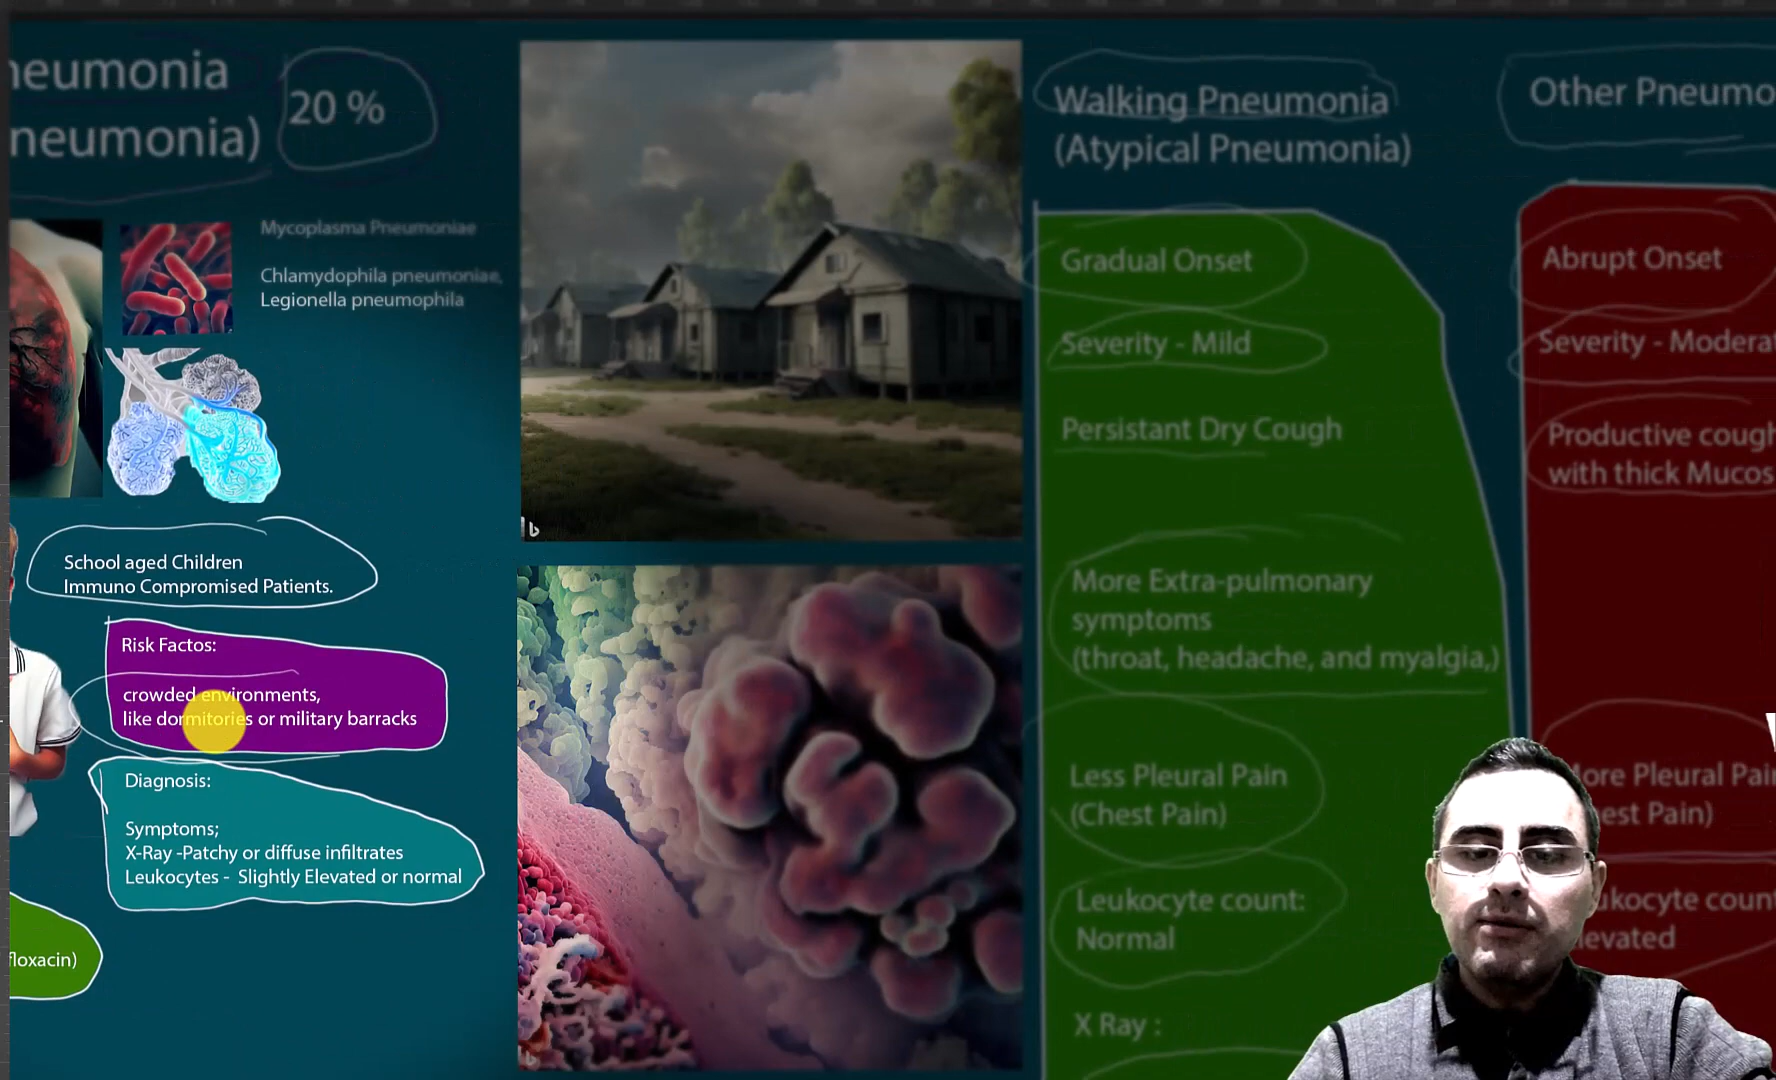 neumonia
neumonia)
20 %
Mycoplasma Pneumoniae
Chlamydophila pneumoniae,
Legionella pneumophila
School aged Children
Immuno Compromised Patients.
Risk Factos:
crowded environments,
like dormitories or military barracks
Diagnosis:
Symptoms;
X-Ray -Patchy or diffuse infiltrates
Leukocytes - Slightly Elevated or normal
floxacin)
Walking Pneumonia
(Atypical Pneumonia)
Gradual Onset
Severity - Mild
Persistant Dry Cough
More Extra-pulmonary
symptoms
(throat, headache, and myalgia,)
Less Pleural Pain
(Chest Pain)
Leukocyte count:
Normal
X Ray :
Other Pneumo
Abrupt Onset
Severity - Modera
Productive cough
with thick Mucos
ore Pleural Pai
est Pain)
ukocyte coun
levated